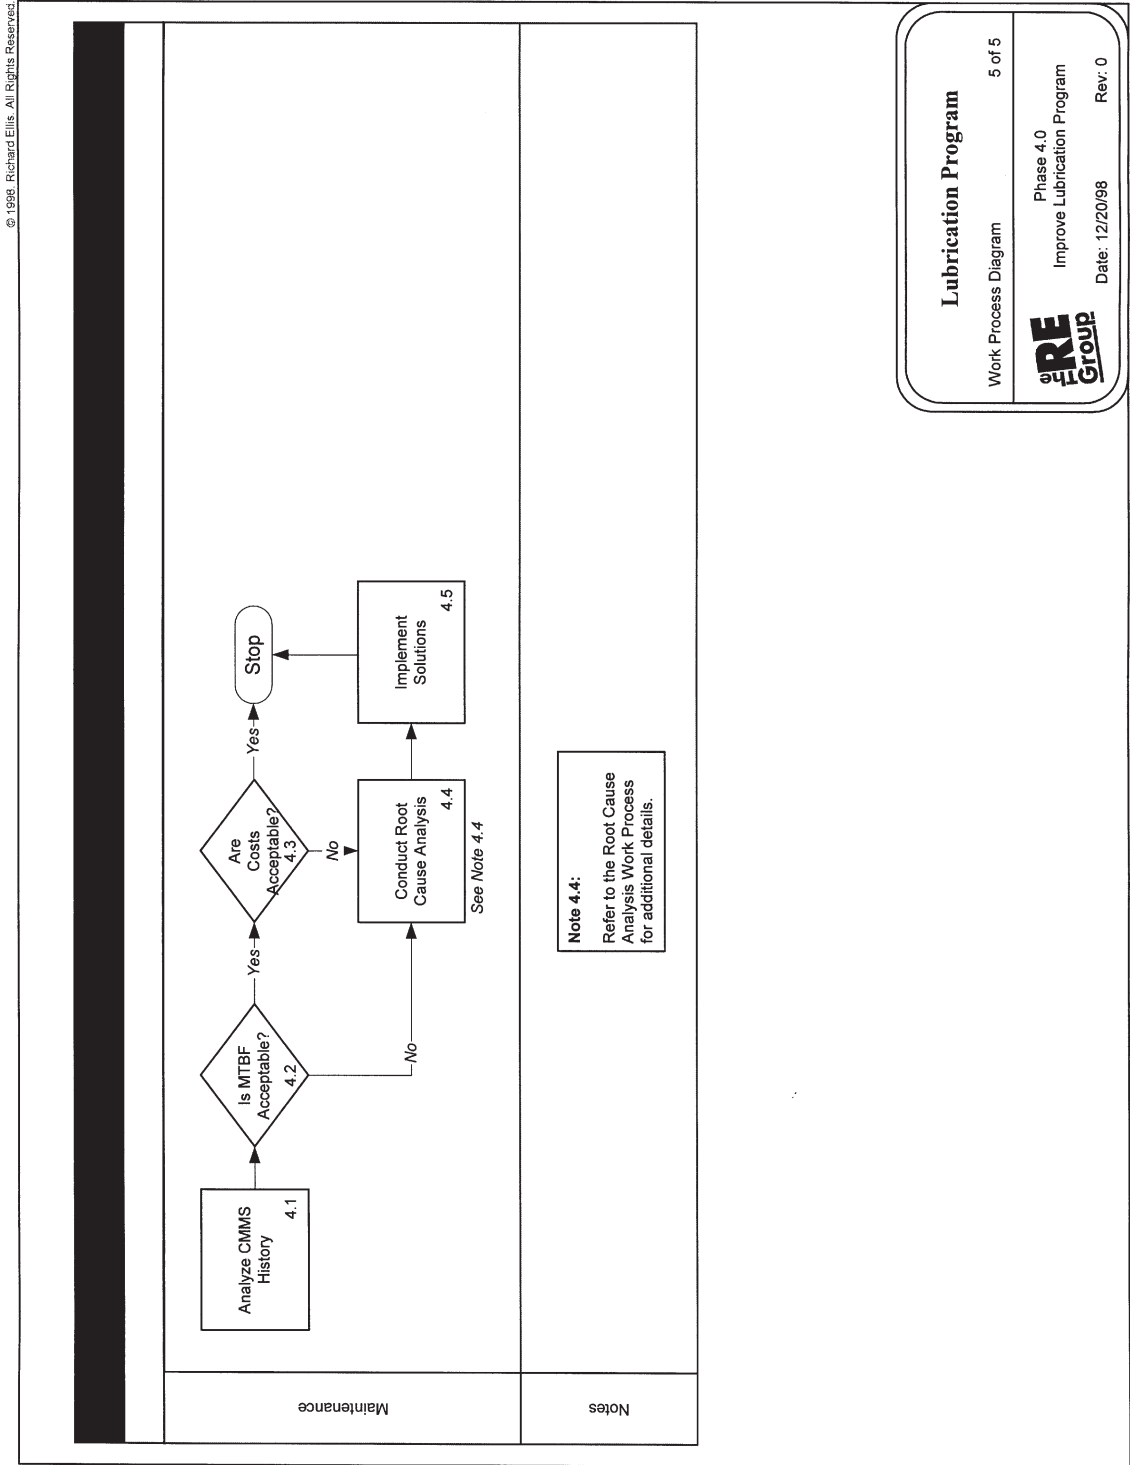 © 1998. Richard Ellis. All Rights Reserved.
Maintenance
Analyze CMMS
History
4.1
Is MTBF
Acceptable?
4.2
Yes
No
Are
Costs
Acceptable?
4.3
Yes
No
Stop
Conduct Root
Cause Analysis
4.4
See Note 4.4
Implement
Solutions
4.5
Notes
Note 4.4:
Refer to the Root Cause
Analysis Work Process
for additional details.
Lubrication Program
Work Process Diagram 5 of 5
The RE Group
Phase 4.0
Improve Lubrication Program
Date: 12/20/98 Rev: 0